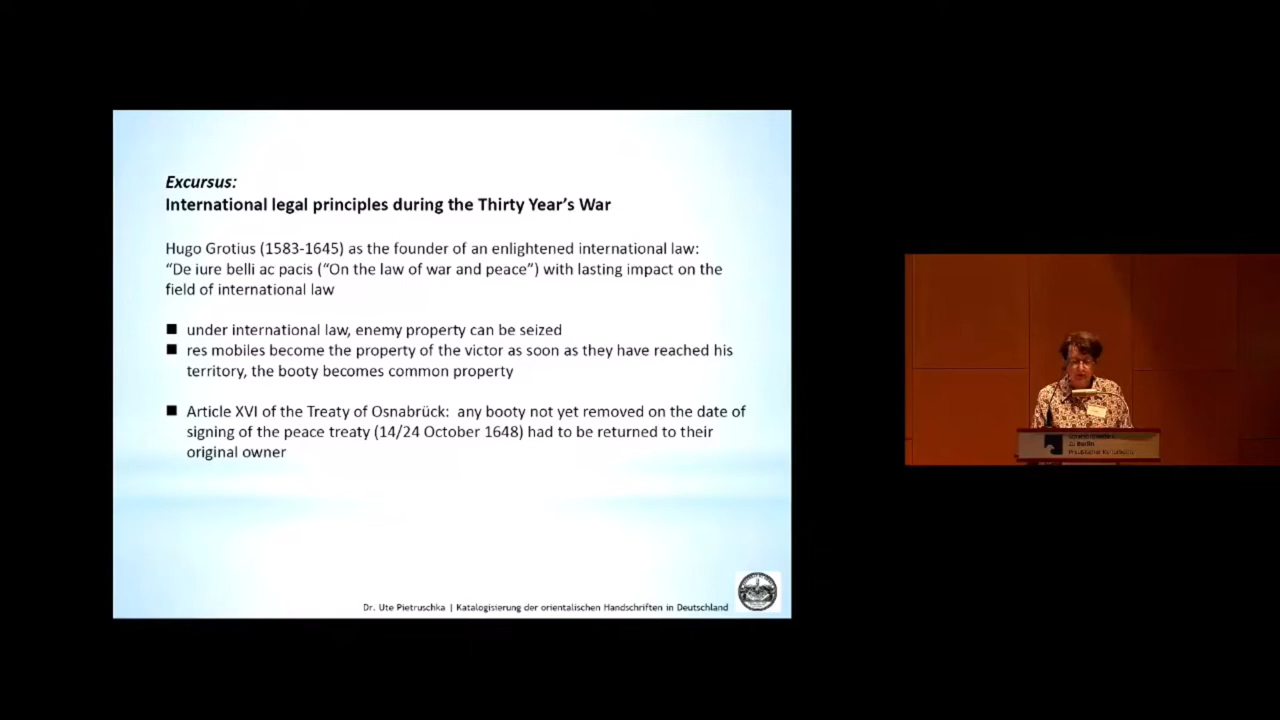 Excursus:
International legal principles during the Thirty Year's War
Hugo Grotius (1583-1645) as the founder of an enlightened international law:
“De iure belli ac pacis (“On the law of war and peace”) with lasting impact on the
field of international law
■ under international law, enemy property can be seized
■ res mobiles become the property of the victor as soon as they have reached his
territory, the booty becomes common property
■ Article XVI of the Treaty of Osnabrück: any booty not yet removed on the date of
signing of the peace treaty (14/24 October 1648) had to be returned to their
original owner
Dr. Ute Pietruschka | Katalogisierung der orientalischen Handschriften in Deutschland
zu Berlin